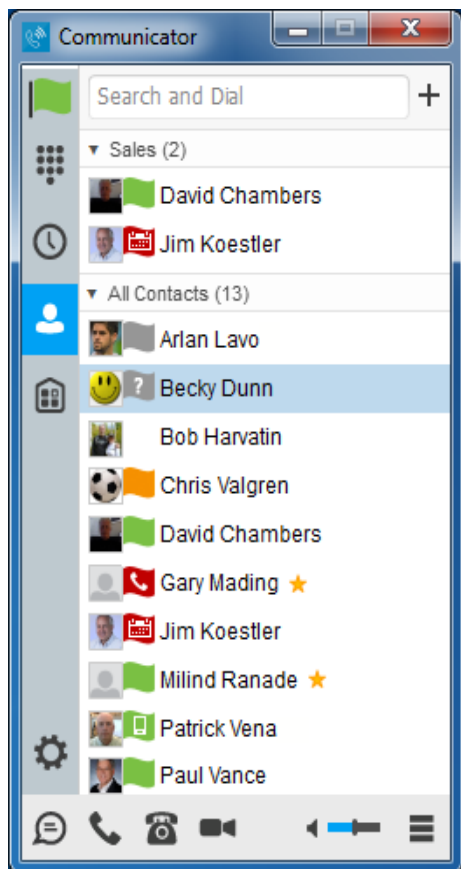 Communicator
Search and Dial
Sales (2)
David Chambers
Jim Koestler
All Contacts (13)
Arlan Lavo
? Becky Dunn
Bob Harvatin
Chris Valgren
David Chambers
Gary Mading
Jim Koestler
Milind Ranade
Patrick Vena
Paul Vance